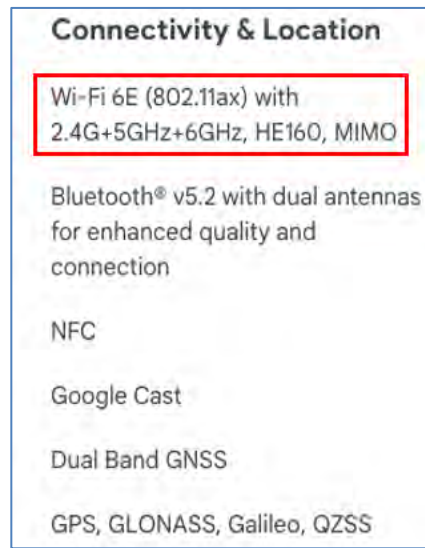 Connectivity & Location
Wi-Fi 6E (802.11ax) with
2.4G+5GHz+6GHz, HE160, MIMO
Bluetooth® v5.2 with dual antennas
for enhanced quality and
connection
NFC
Google Cast
Dual Band GNSS
GPS, GLONASS, Galileo, QZSS